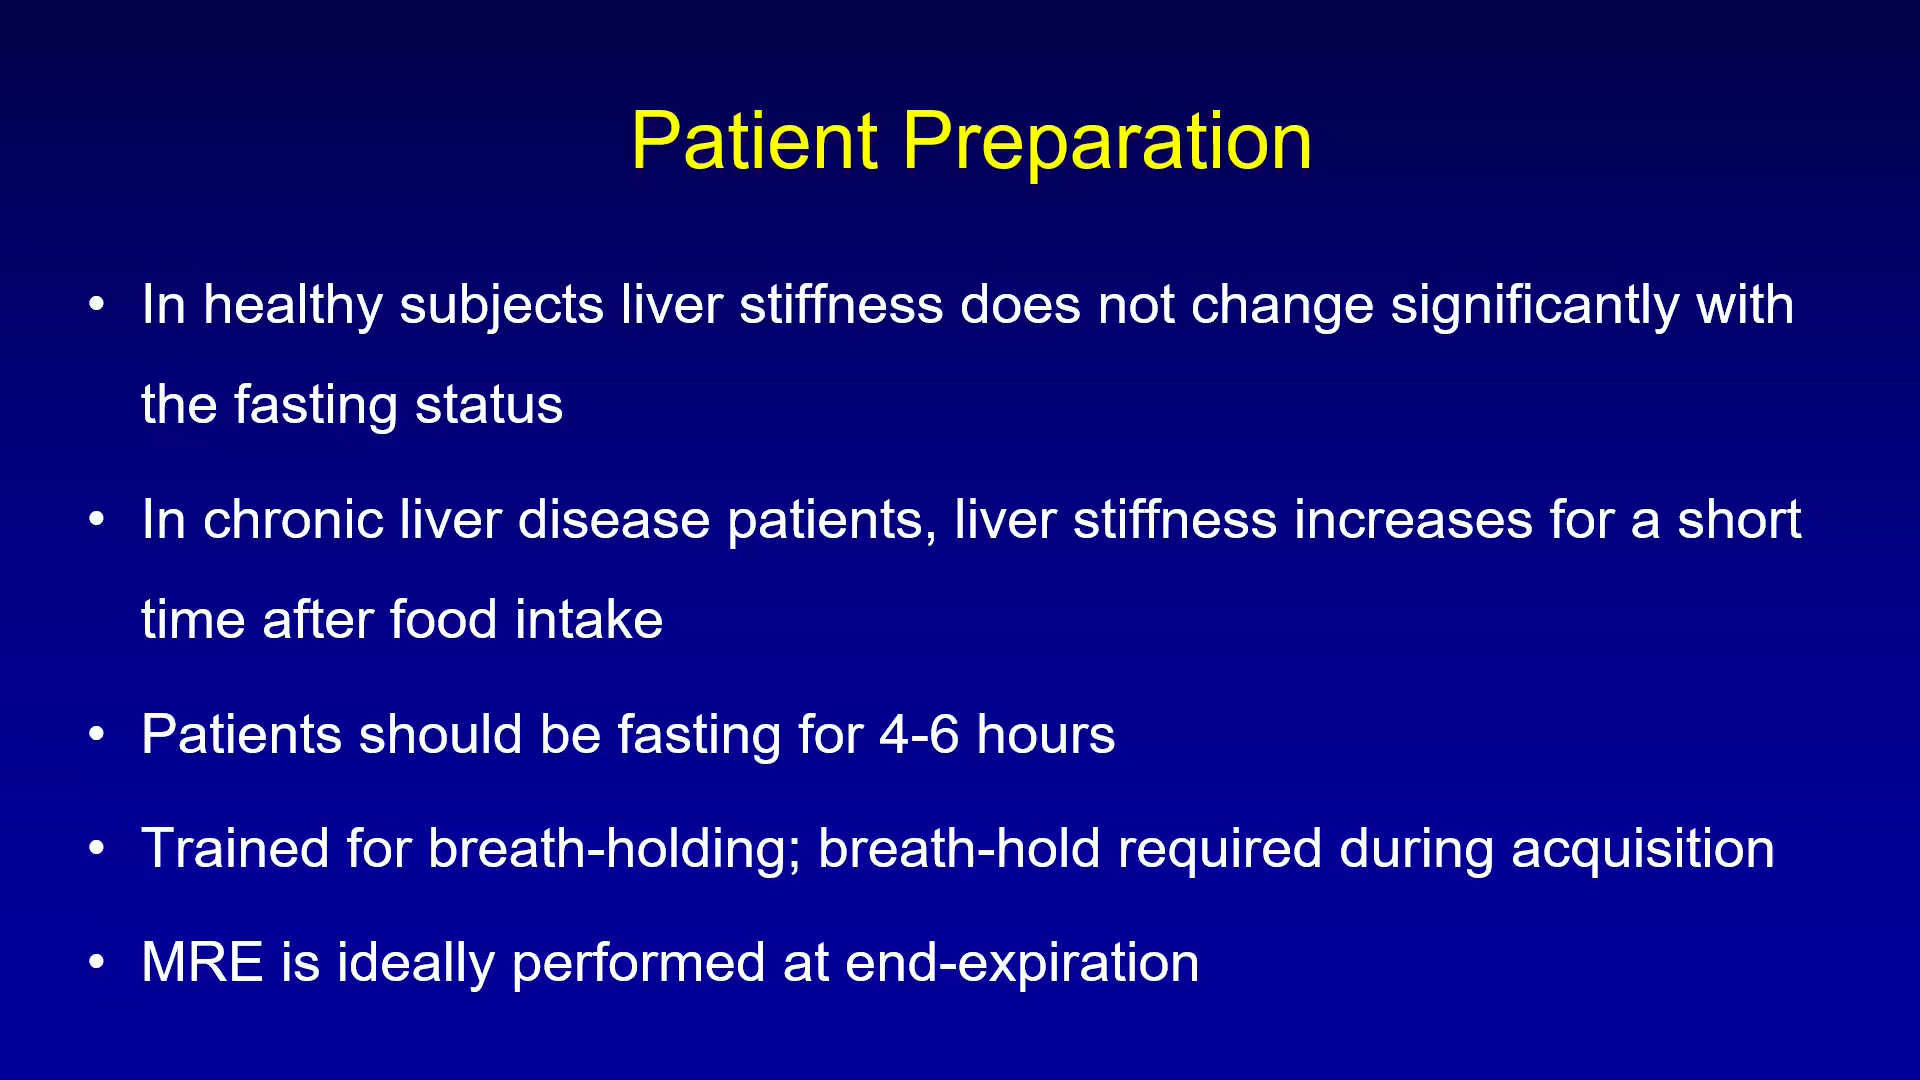 Patient Preparation
• In healthy subjects liver stiffness does not change significantly with
the fasting status
• In chronic liver disease patients, liver stiffness increases for a short
time after food intake
• Patients should be fasting for 4-6 hours
• Trained for breath-holding; breath-hold required during acquisition
• MRE is ideally performed at end-expiration